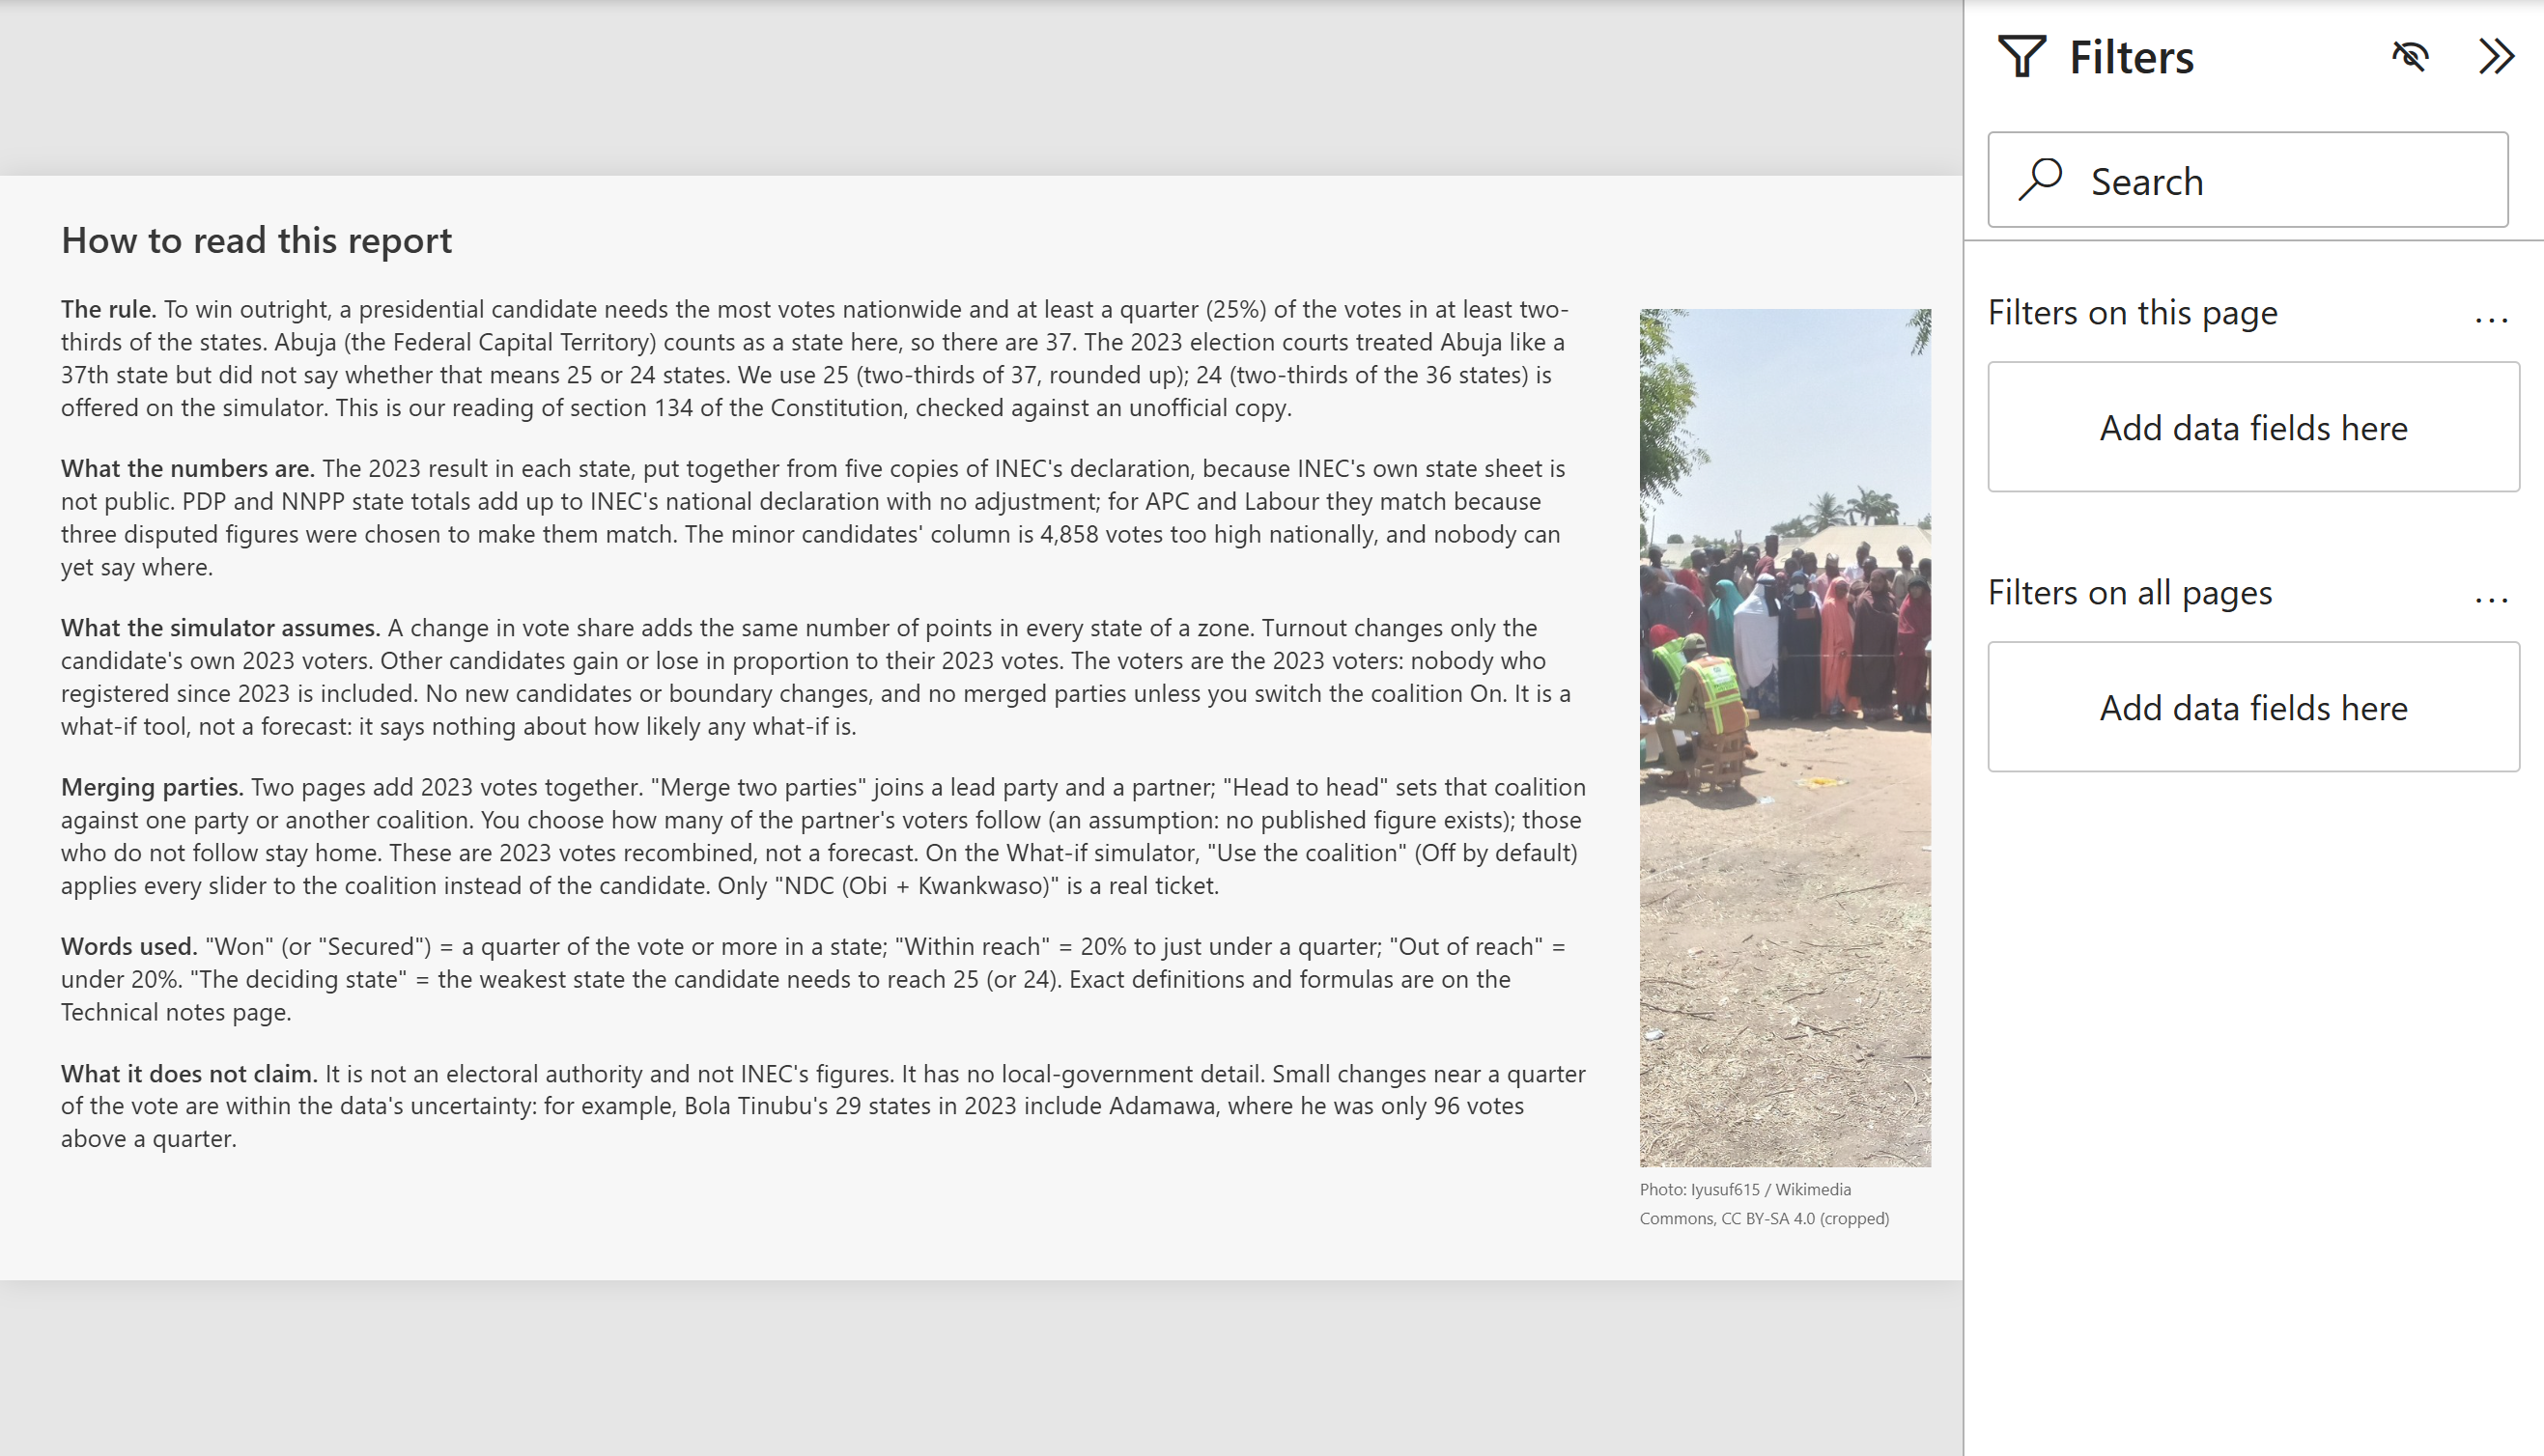 How to read this report
The rule. To win outright, a presidential candidate needs the most votes nationwide and at least a quarter (25%) of the votes in at least two-
thirds of the states. Abuja (the Federal Capital Territory) counts as a state here, so there are 37. The 2023 election courts treated Abuja like a
37th state but did not say whether that means 25 or 24 states. We use 25 (two-thirds of 37, rounded up); 24 (two-thirds of the 36 states) is
offered on the simulator. This is our reading of section 134 of the Constitution, checked against an unofficial copy.
What the numbers are. The 2023 result in each state, put together from five copies of INEC's declaration, because INEC's own state sheet is
not public. PDP and NNPP state totals add up to INEC's national declaration with no adjustment; for APC and Labour they match because
three disputed figures were chosen to make them match. The minor candidates' column is 4,858 votes too high nationally, and nobody can
yet say where.
What the simulator assumes. A change in vote share adds the same number of points in every state of a zone. Turnout changes only the
candidate's own 2023 voters. Other candidates gain or lose in proportion to their 2023 votes. The voters are the 2023 voters: nobody who
registered since 2023 is included. No new candidates or boundary changes, and no merged parties unless you switch the coalition On. It is a
what-if tool, not a forecast: it says nothing about how likely any what-if is.
Merging parties. Two pages add 2023 votes together. "Merge two parties" joins a lead party and a partner; "Head to head" sets that coalition
against one party or another coalition. You choose how many of the partner's voters follow (an assumption: no published figure exists); those
who do not follow stay home. These are 2023 votes recombined, not a forecast. On the What-if simulator, "Use the coalition" (Off by default)
applies every slider to the coalition instead of the candidate. Only "NDC (Obi + Kwankwaso)" is a real ticket.
Words used. "Won" (or "Secured") = a quarter of the vote or more in a state; "Within reach" = 20% to just under a quarter; "Out of reach" =
under 20%. "The deciding state" = the weakest state the candidate needs to reach 25 (or 24). Exact definitions and formulas are on the
Technical notes page.
What it does not claim. It is not an electoral authority and not INEC's figures. It has no local-government detail. Small changes near a quarter
of the vote are within the data's uncertainty: for example, Bola Tinubu's 29 states in 2023 include Adamawa, where he was only 96 votes
above a quarter.
Photo: Iyusuf615 / Wikimedia
Commons, CC BY-SA 4.0 (cropped)
Filters
Search
Filters on this page
...
Add data fields here
Filters on all pages
...
Add data fields here